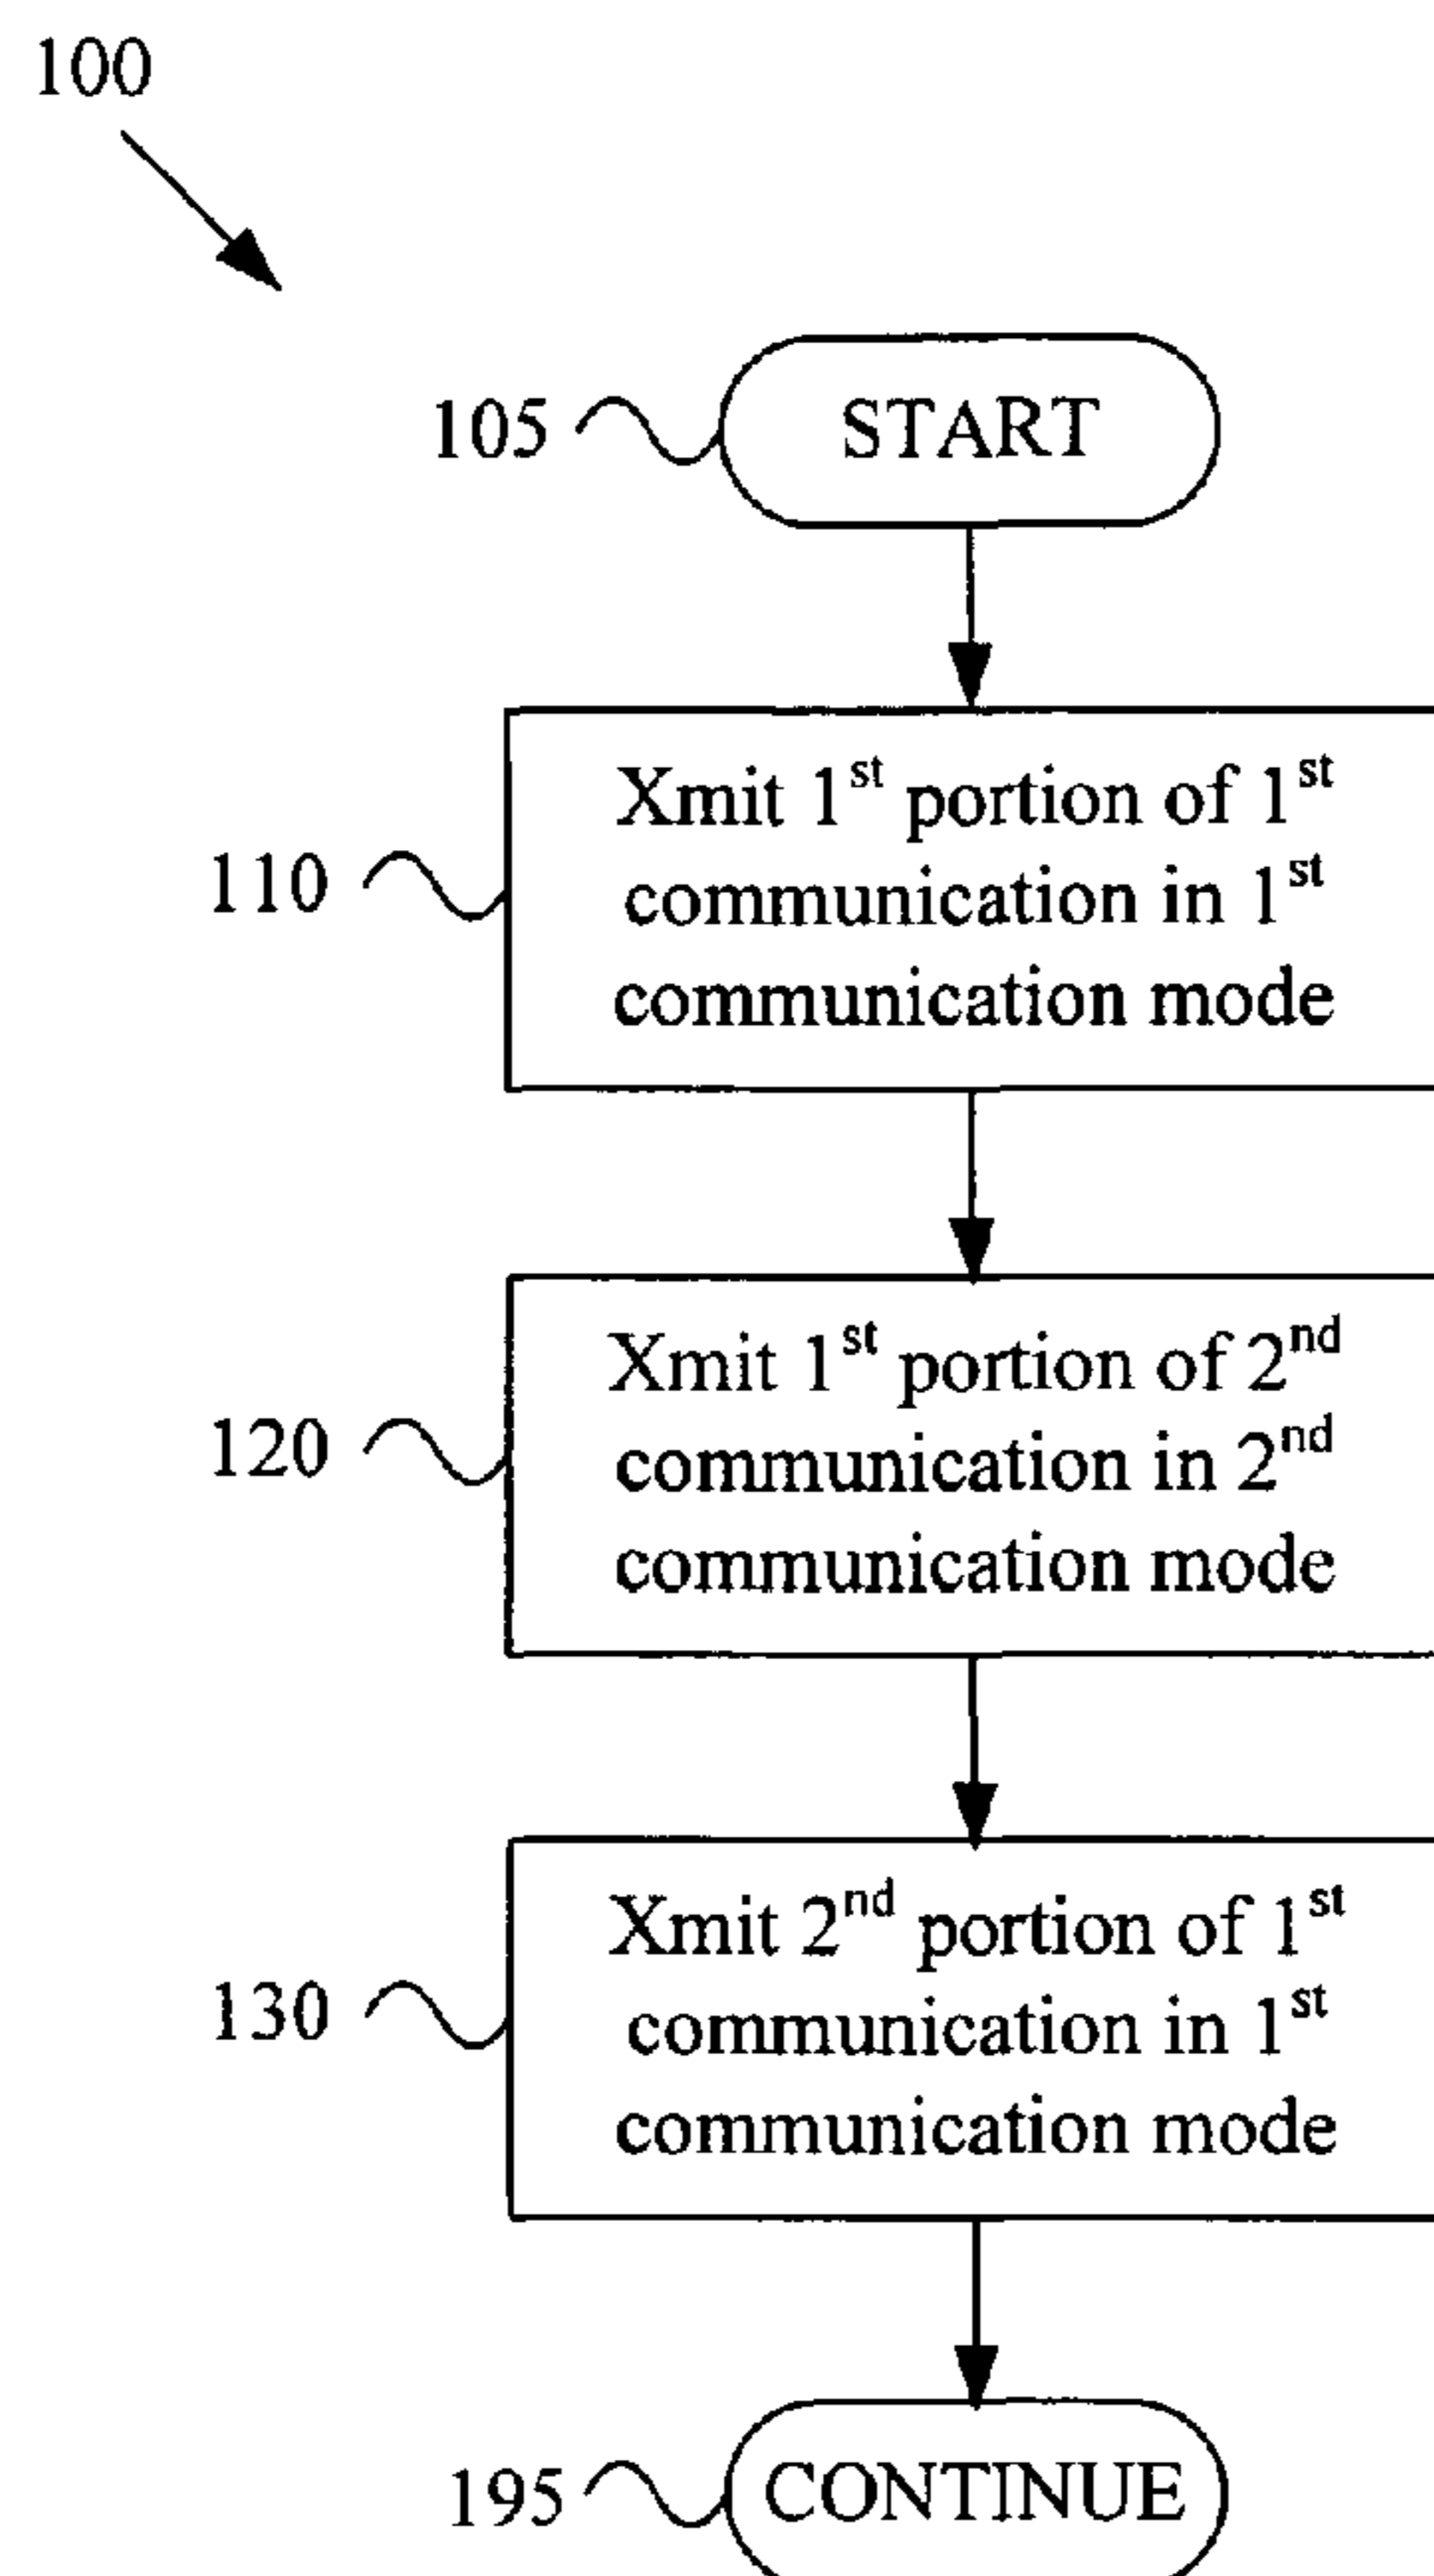 100
105 START
110
Xmit 1st portion of 1st
communication in 1st
communication mode
120
Xmit 1st portion of 2nd
communication in 2nd
communication mode
130
Xmit 2nd portion of 1st
communication in 1st
communication mode
195 CONTINUE